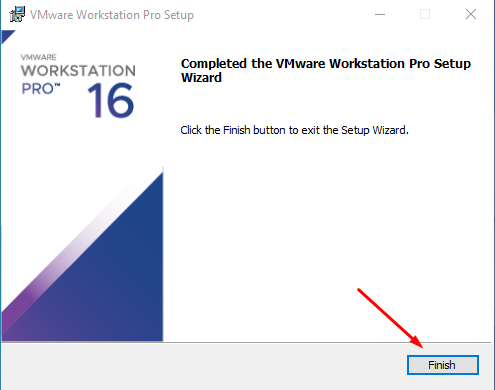 VMware Workstation Pro Setup
VMWARE
WORKSTATION
PRO™ 16
Completed the VMware Workstation Pro Setup
Wizard
Click the Finish button to exit the Setup Wizard.
Finish